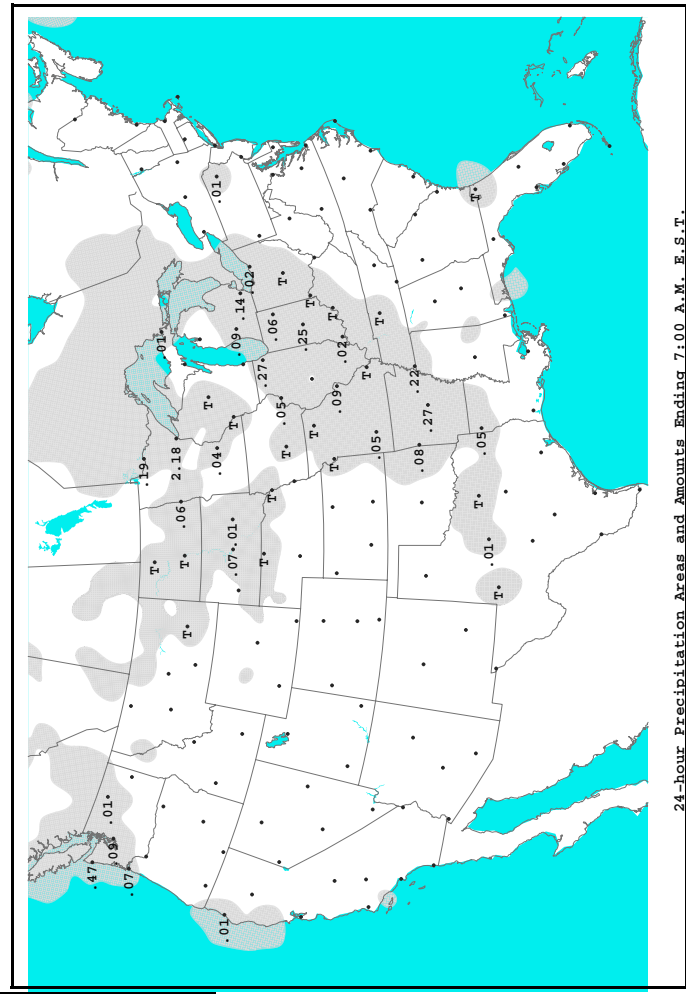 .47
.01
.09
.07
.19
T
.01
2.18
.06
T
T
T
.01
.04
.01
T
.07
.01
.09
.14
.02
.27
T
T
.06
T
.05
T
.25
T
T
T
T
.09
.02
T
.05
T
.22
.08
.27
T
T
.05
.01
T
24-hour Precipitation Areas and Amounts Ending 7:00 A.M. E.S.T.